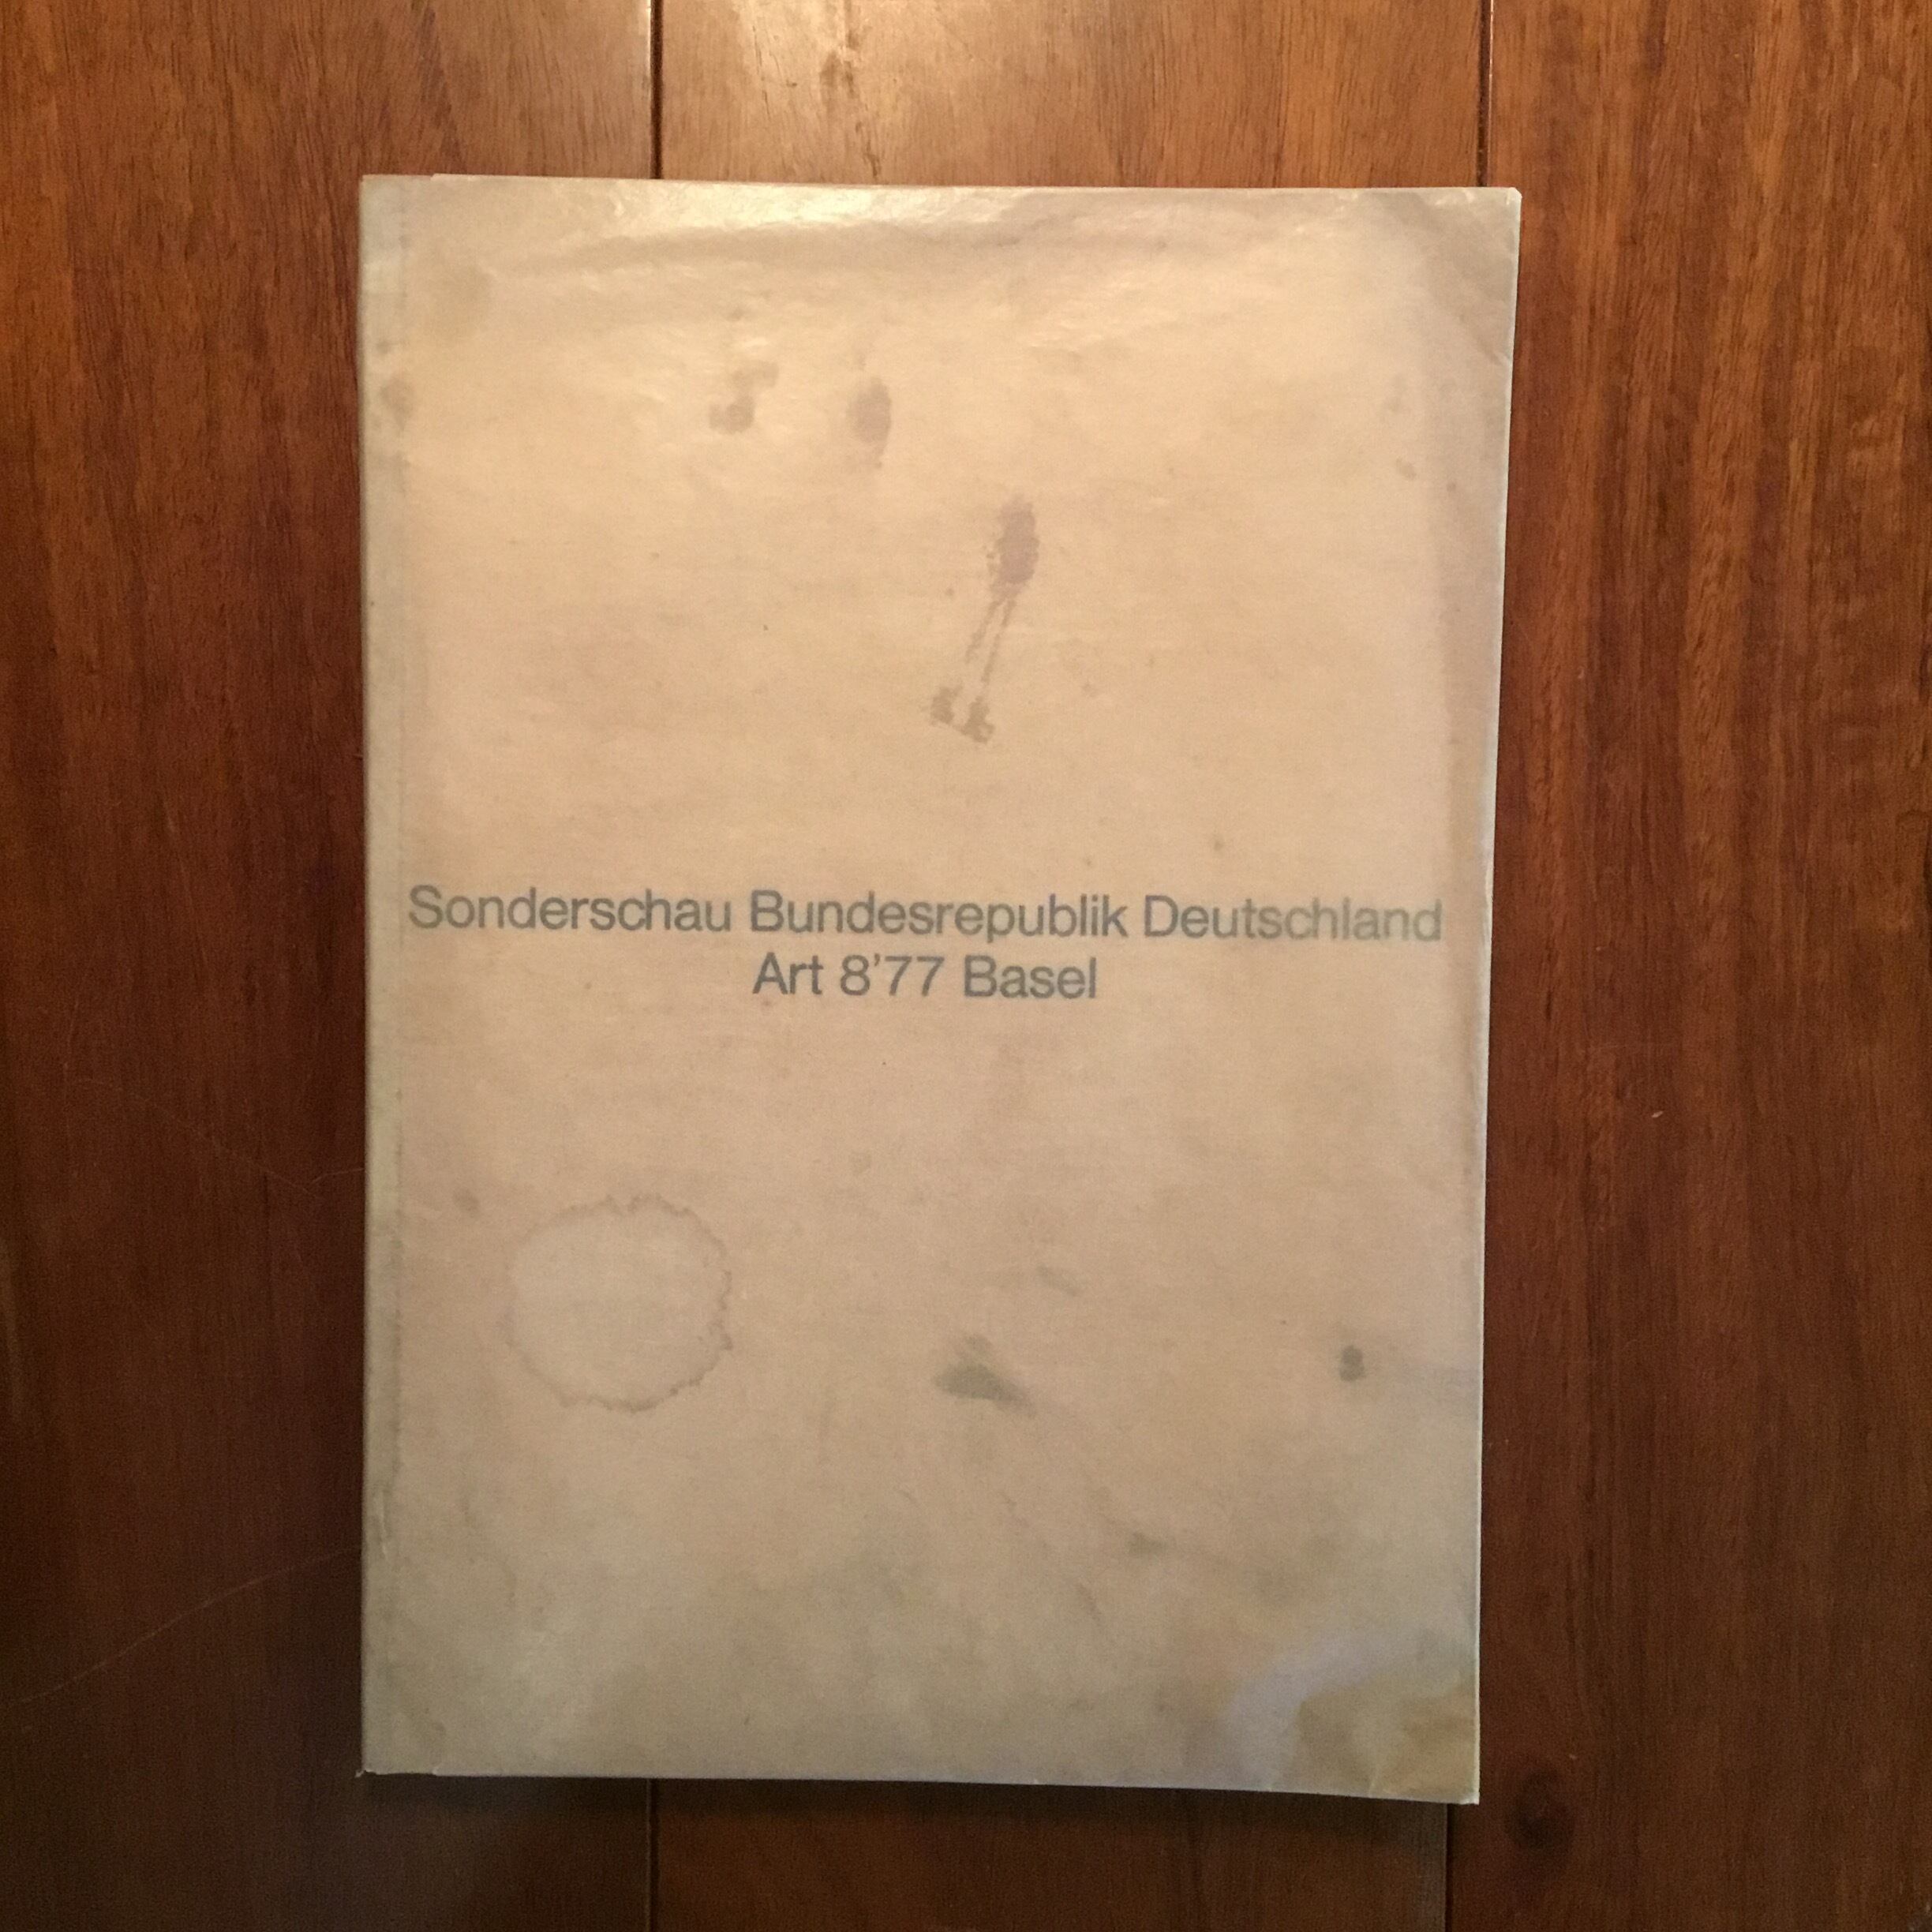 Sonderschau Bundesrepublik Deutschland
Art 8'77 Basel